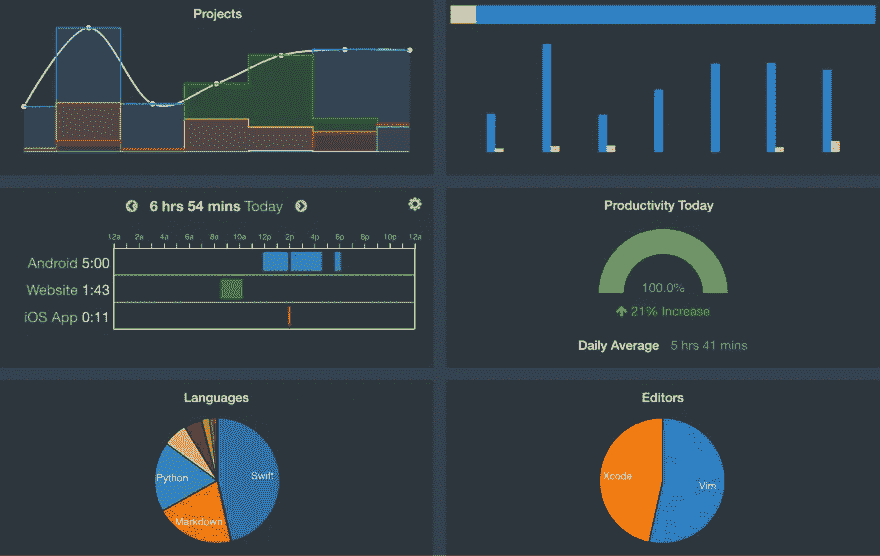 Projects
6 hrs 54 mins Today
12a 2a 4a 6a 8a 10a 12p 2p 4p 6p 8p 10p 12a
Android 5:00
Website 1:43
iOS App 0:11
Productivity Today
100.0%
21% Increase
Daily Average 5 hrs 41 mins
Languages
Swift
Python
Markdown
Editors
Xcode
Vim